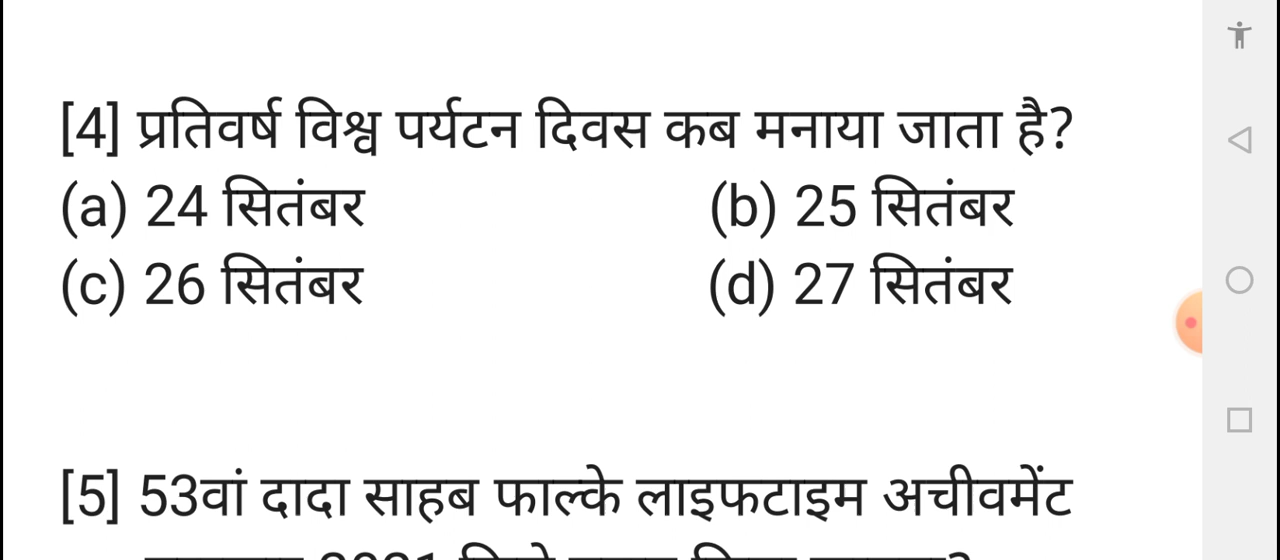 [4] प्रतिवर्ष विश्व पर्यटन दिवस कब मनाया जाता है?
(a) 24 सितंबर (b) 25 सितंबर
(c) 26 सितंबर (d) 27 सितंबर
[5] 53वां दादा साहब फाल्के लाइफटाइम अचीवमेंट